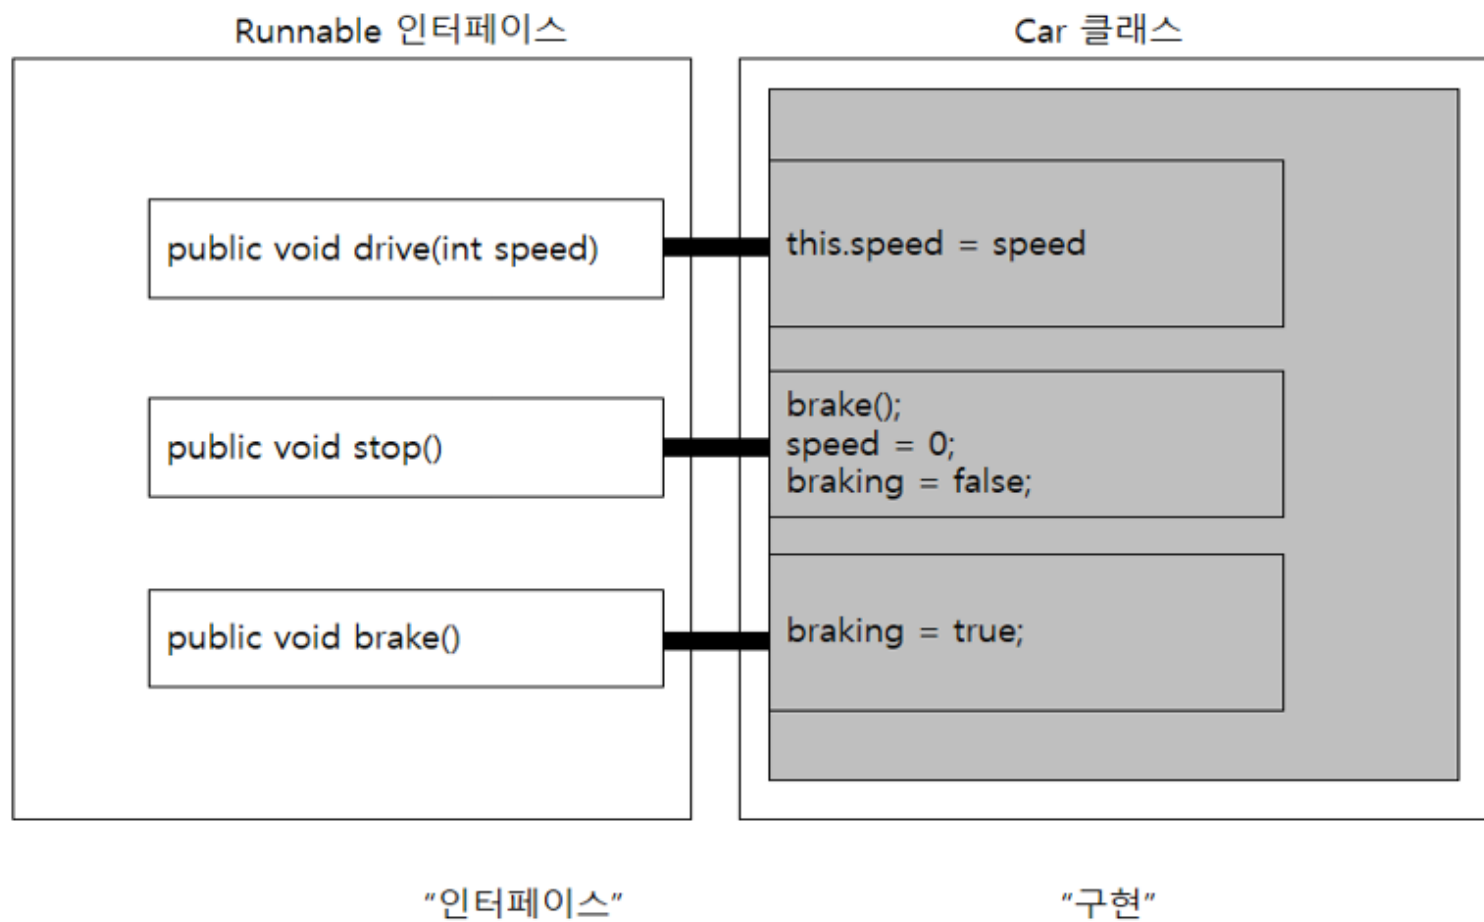 Runnable 인터페이스
Car 클래스
public void drive(int speed)
this.speed = speed
public void stop()
brake();
speed = 0;
braking = false;
public void brake()
braking = true;
“인터페이스”
“구현”